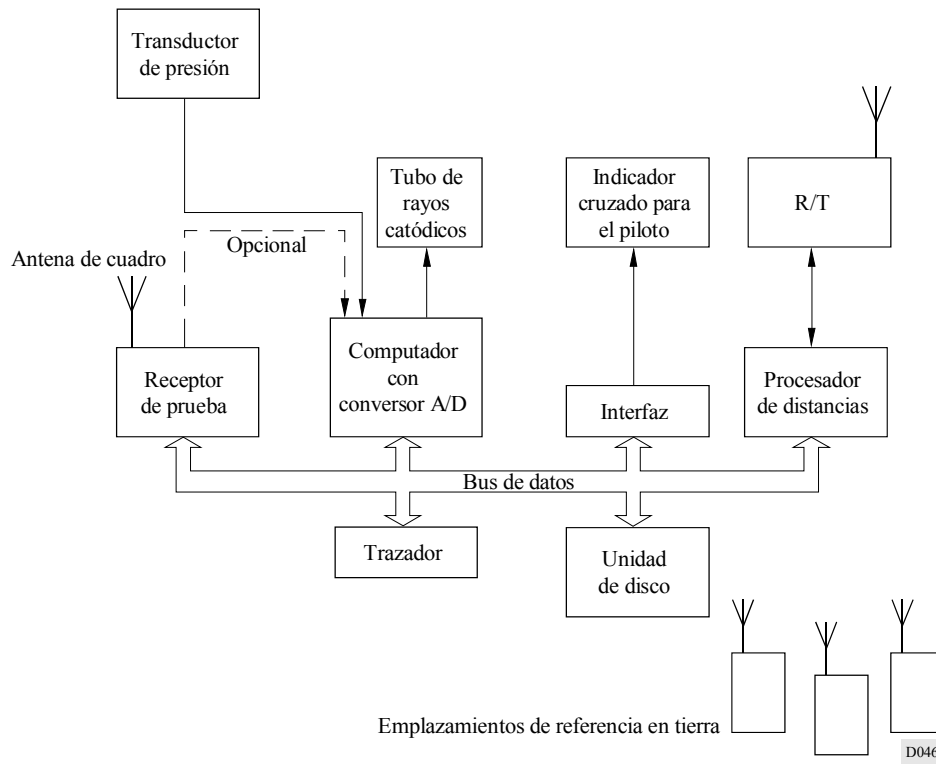 Transductor
de presión
Tubo de
rayos
catódicos
Indicador
cruzado para
el piloto
R/T
Opcional
Antena de cuadro
Receptor
de prueba
Computador
con
conversor A/D
Interfaz
Procesador
de distancias
Bus de datos
Trazador
Unidad
de disco
Emplazamientos de referencia en tierra
D046